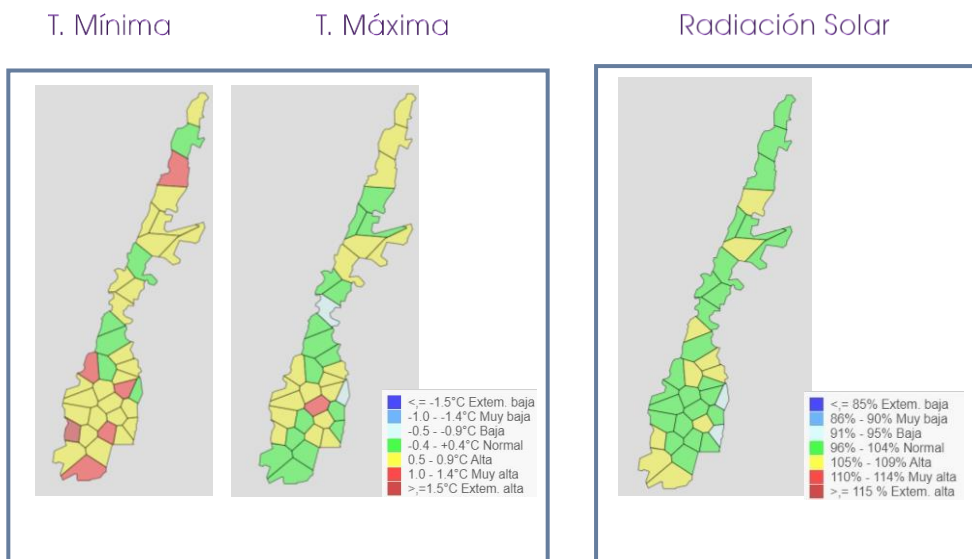 T. Mínima
T. Máxima
Radiación Solar
<,= -1.5°C Extem. baja
-1.0 - -1.4°C Muy baja
-0.5 - -0.9°C Baja
-0.4 - +0.4°C Normal
0.5 - 0.9°C Alta
1.0 - 1.4°C Muy alta
>,=1.5°C Extem. alta
<,= 85% Extem. baja
86% - 90% Muy baja
91% - 95% Baja
96% - 104% Normal
105% - 109% Alta
110% - 114% Muy alta
>,= 115 % Extem. alta